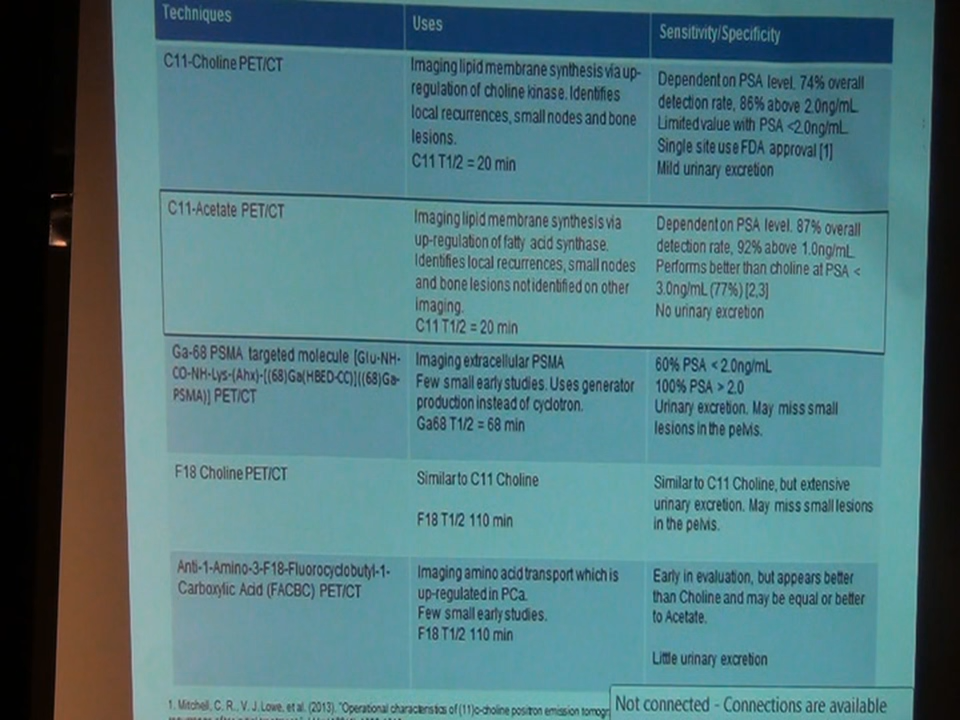 Techniques
Uses
Sensitivity/Specificity
C11-Choline PET/CT
Imaging lipid membrane synthesis via up-
regulation of choline kinase. Identifies
local recurrences, small nodes and bone
lesions.
C11 T1/2 = 20 min
Dependent on PSA level. 74% overall
detection rate, 86% above 2.0ng/mL.
Limited value with PSA <2.0ng/mL.
Single site use FDA approval [1]
Mild urinary excretion
C11-Acetate PET/CT
Imaging lipid membrane synthesis via
up-regulation of fatty acid synthase.
Identifies local recurrences, small nodes
and bone lesions not identified on other
imaging.
C11 T1/2 = 20 min
Dependent on PSA level. 87% overall
detection rate, 92% above 1.0ng/mL.
Performs better than choline at PSA <
3.0ng/mL (77%) [2,3]
No urinary excretion
Ga-68 PSMA targeted molecule [Glu-NH-
CO-NH-Lys-(Ahx)-[(68)Ga(HBED-CC)]((68)Ga-
PSMA)] PET/CT
Imaging extracellular PSMA
Few small early studies. Uses generator
production instead of cyclotron.
Ga68 T1/2 = 68 min
60% PSA < 2.0ng/mL
100% PSA > 2.0
Urinary excretion. May miss small
lesions in the pelvis.
F18 Choline PET/CT
Similar to C11 Choline
F18 T1/2 110 min
Similar to C11 Choline, but extensive
urinary excretion. May miss small lesions
in the pelvis.
Anti-1-Amino-3-F18-Fluorocyclobutyl-1-
Carboxylic Acid (FACBC) PET/CT
Imaging amino acid transport which is
up-regulated in PCa.
Few small early studies.
F18 T1/2 110 min
Early in evaluation, but appears better
than Choline and may be equal or better
to Acetate.
Little urinary excretion
1. Mitchell, C. R., V. J. Lowe, et al. (2013). "Operational characteristics of (11)c-choline positron emission tomogr
Not connected - Connections are available